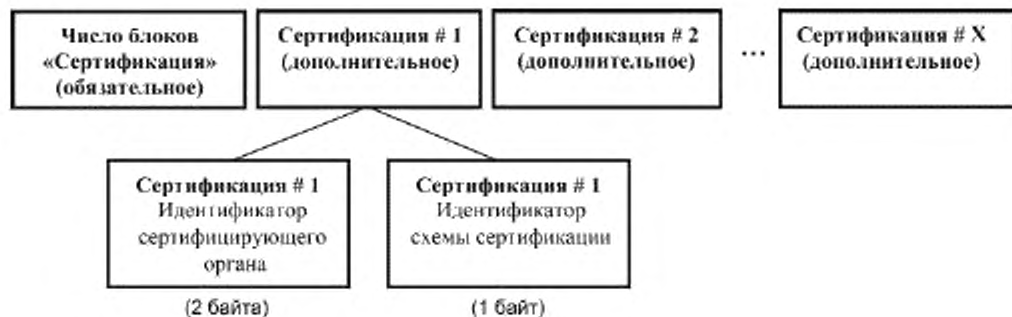 Число блоков
«Сертификация»
(обязательное)
Сертификация # 1
(дополнительное)
Сертификация # 2
(дополнительное)
...
Сертификация # X
(дополнительное)
Сертификация # 1
Идентификатор
сертифицирующего
органа
(2 байта)
Сертификация # 1
Идентификатор
схемы сертификации
(1 байт)